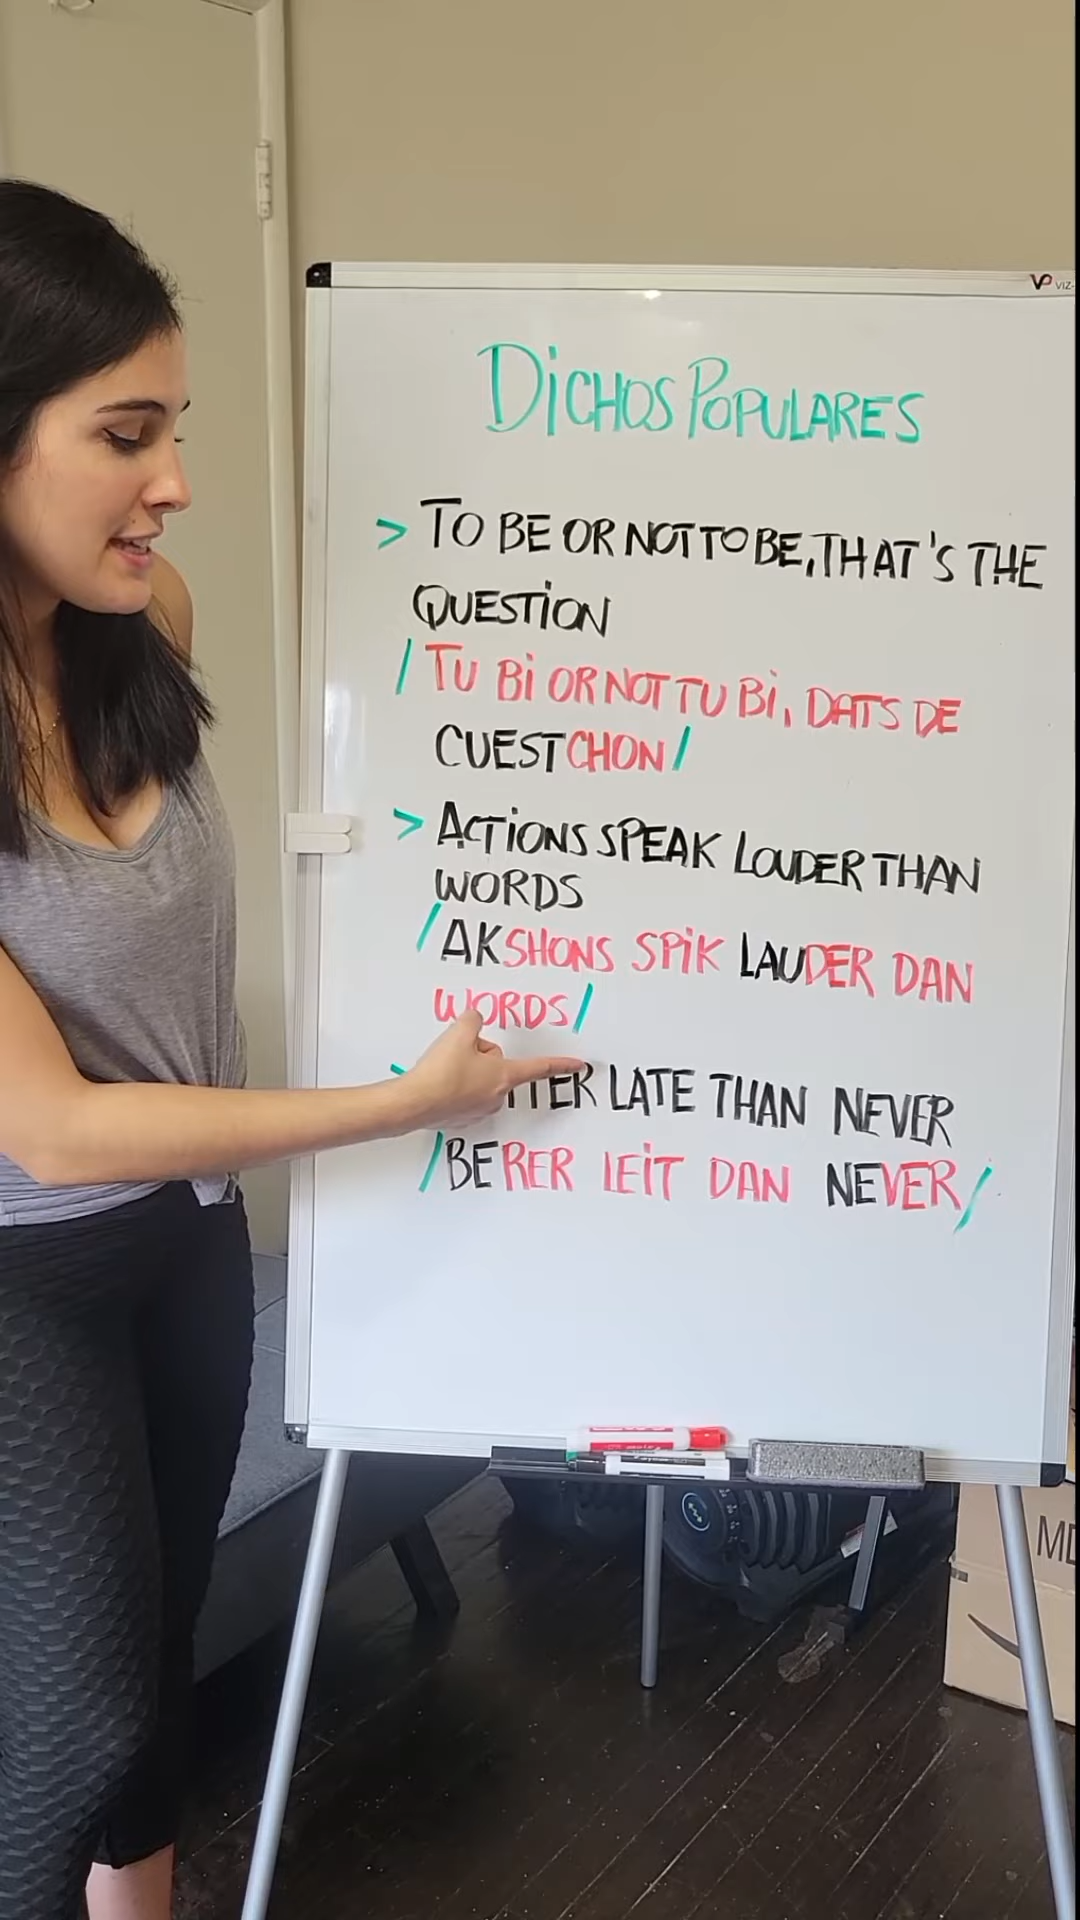 VIZ-
DICHOS POPULARES
> TO BE OR NOT TO BE, THAT'S THE
QUESTION
/ TU BI OR NOT TU BI, DATS DE
CUESTCHON /
> ACTIONS SPEAK LOUDER THAN
WORDS
/ AKSHONS SPIK LAUDER DAN
WORDS /
LATE THAN NEVER
/ BERER LEIT DAN NEVER /